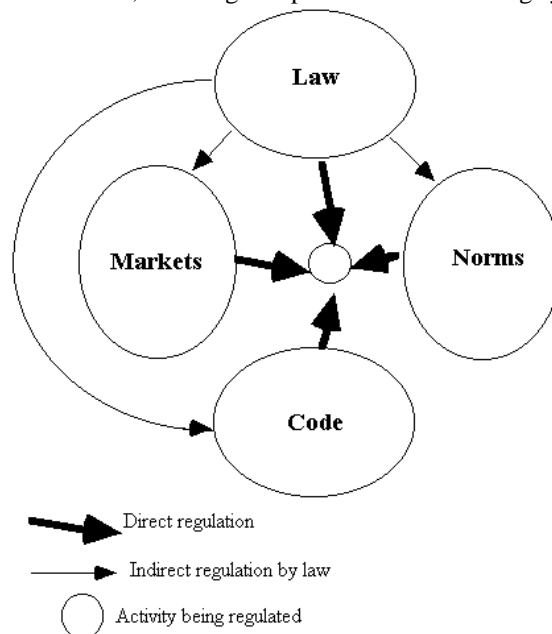 Law
Markets
Norms
Code
Direct regulation
Indirect regulation by law
Activity being regulated